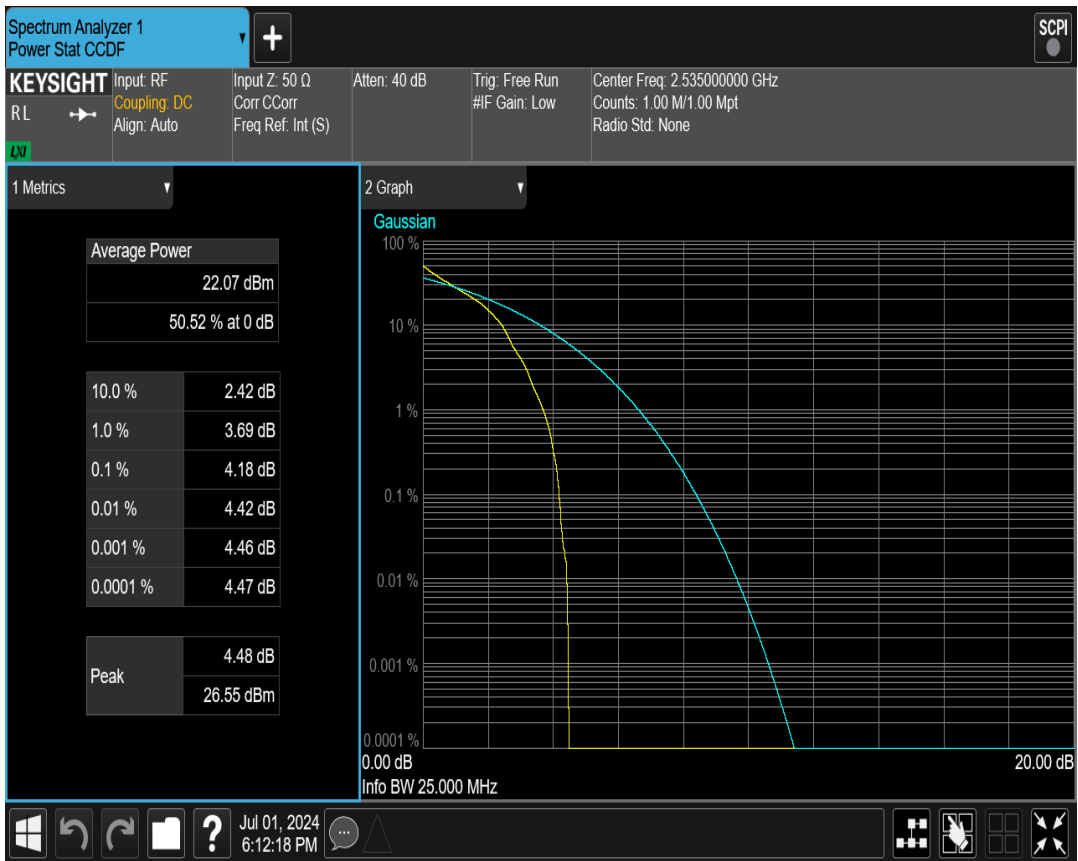 Spectrum Analyzer 1
Power Stat CCDF
SCPI
KEYSIGHT
RL
LXI
Input: RF
Coupling: DC
Align: Auto
Input Z: 50 Ω
Corr CCorr
Freq Ref: Int (S)
Atten: 40 dB
Trig: Free Run
#IF Gain: Low
Center Freq: 2.535000000 GHz
Counts: 1.00 M/1.00 Mpt
Radio Std: None
1 Metrics
Average Power
22.07 dBm
50.52 % at 0 dB
10.0 % 2.42 dB
1.0 % 3.69 dB
0.1 % 4.18 dB
0.01 % 4.42 dB
0.001 % 4.46 dB
0.0001 % 4.47 dB
Peak
4.48 dB
26.55 dBm
2 Graph
Gaussian
100 %
10 %
1 %
0.1 %
0.01 %
0.001 %
0.0001 %
0.00 dB 20.00 dB
Info BW 25.000 MHz
?
Jul 01, 2024
6:12:18 PM